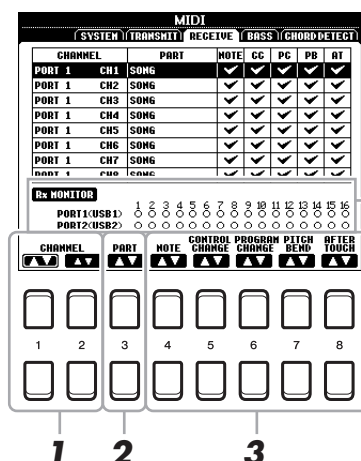 MIDI
SYSTEM TRANSMIT RECEIVE BASS CHORD DETECT
CHANNEL PART NOTE CC PC PB AT
PORT 1 CH1 SONG
PORT 1 CH2 SONG
PORT 1 CH3 SONG
PORT 1 CH4 SONG
PORT 1 CH5 SONG
PORT 1 CH6 SONG
PORT 1 CH7 SONG
PORT 1 CH8 SONG
Rx MONITOR
1 2 3 4 5 6 7 8 9 10 11 12 13 14 15 16
PORT1(USB1)
PORT2(USB2)
CHANNEL PART NOTE CONTROL CHANGE PROGRAM CHANGE PITCH BEND AFTER TOUCH
1 2 3 4 5 6 7 8
1 2 3